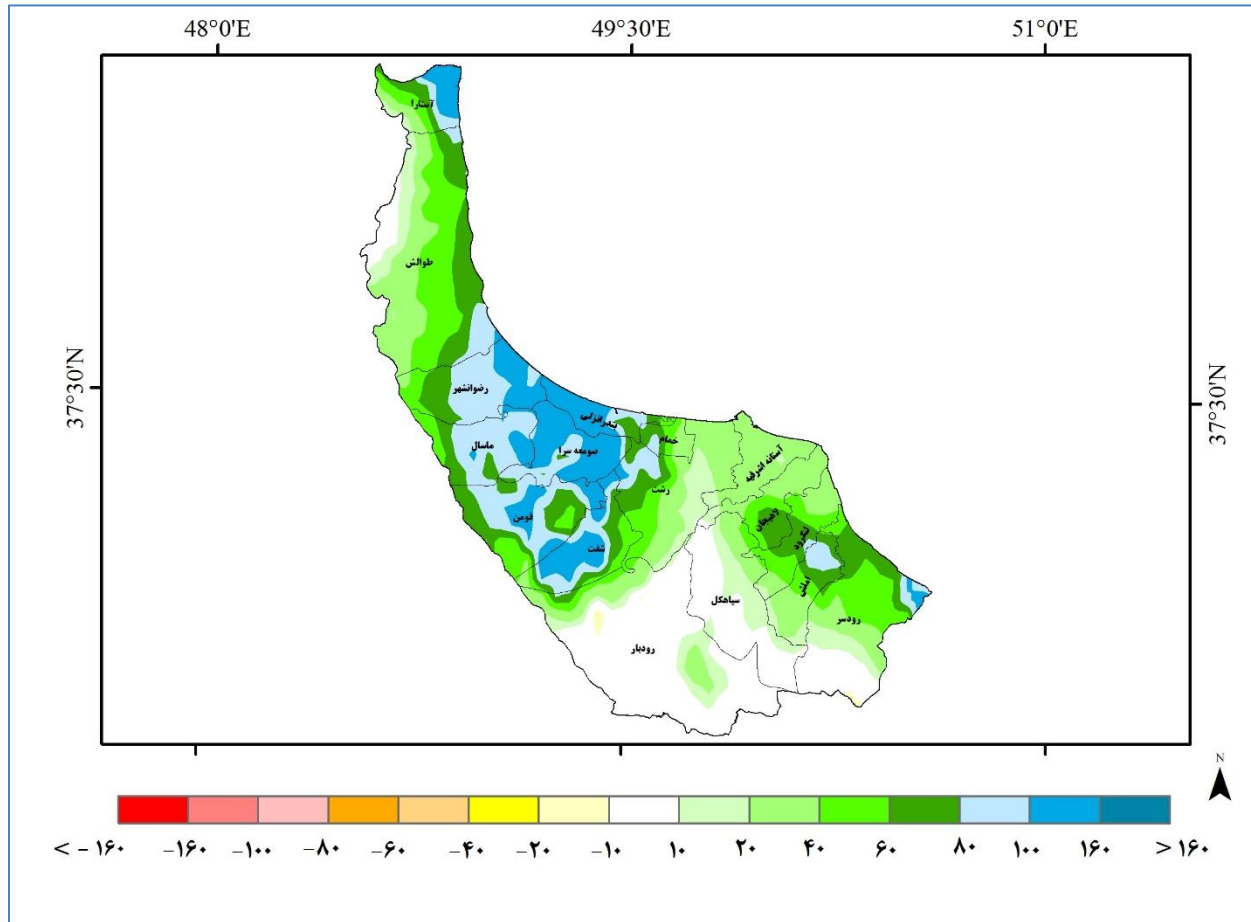 48°0'E 49°30'E 51°0'E
37°30'N
37°30'N
آستارا
طوالش
رضوانشهر
ماسال
بندرانزلی
خمام
صومعه سرا
رشت
فومن
شفت
آستانه اشرفیه
لاهیجان
لنگرود
املش
سیاهکل
رودسر
رودبار
N
< -۱۶۰ -۱۶۰ -۱۰۰ -۸۰ -۶۰ -۴۰ -۲۰ -۱۰ ۱۰ ۲۰ ۴۰ ۶۰ ۸۰ ۱۰۰ ۱۶۰ > ۱۶۰